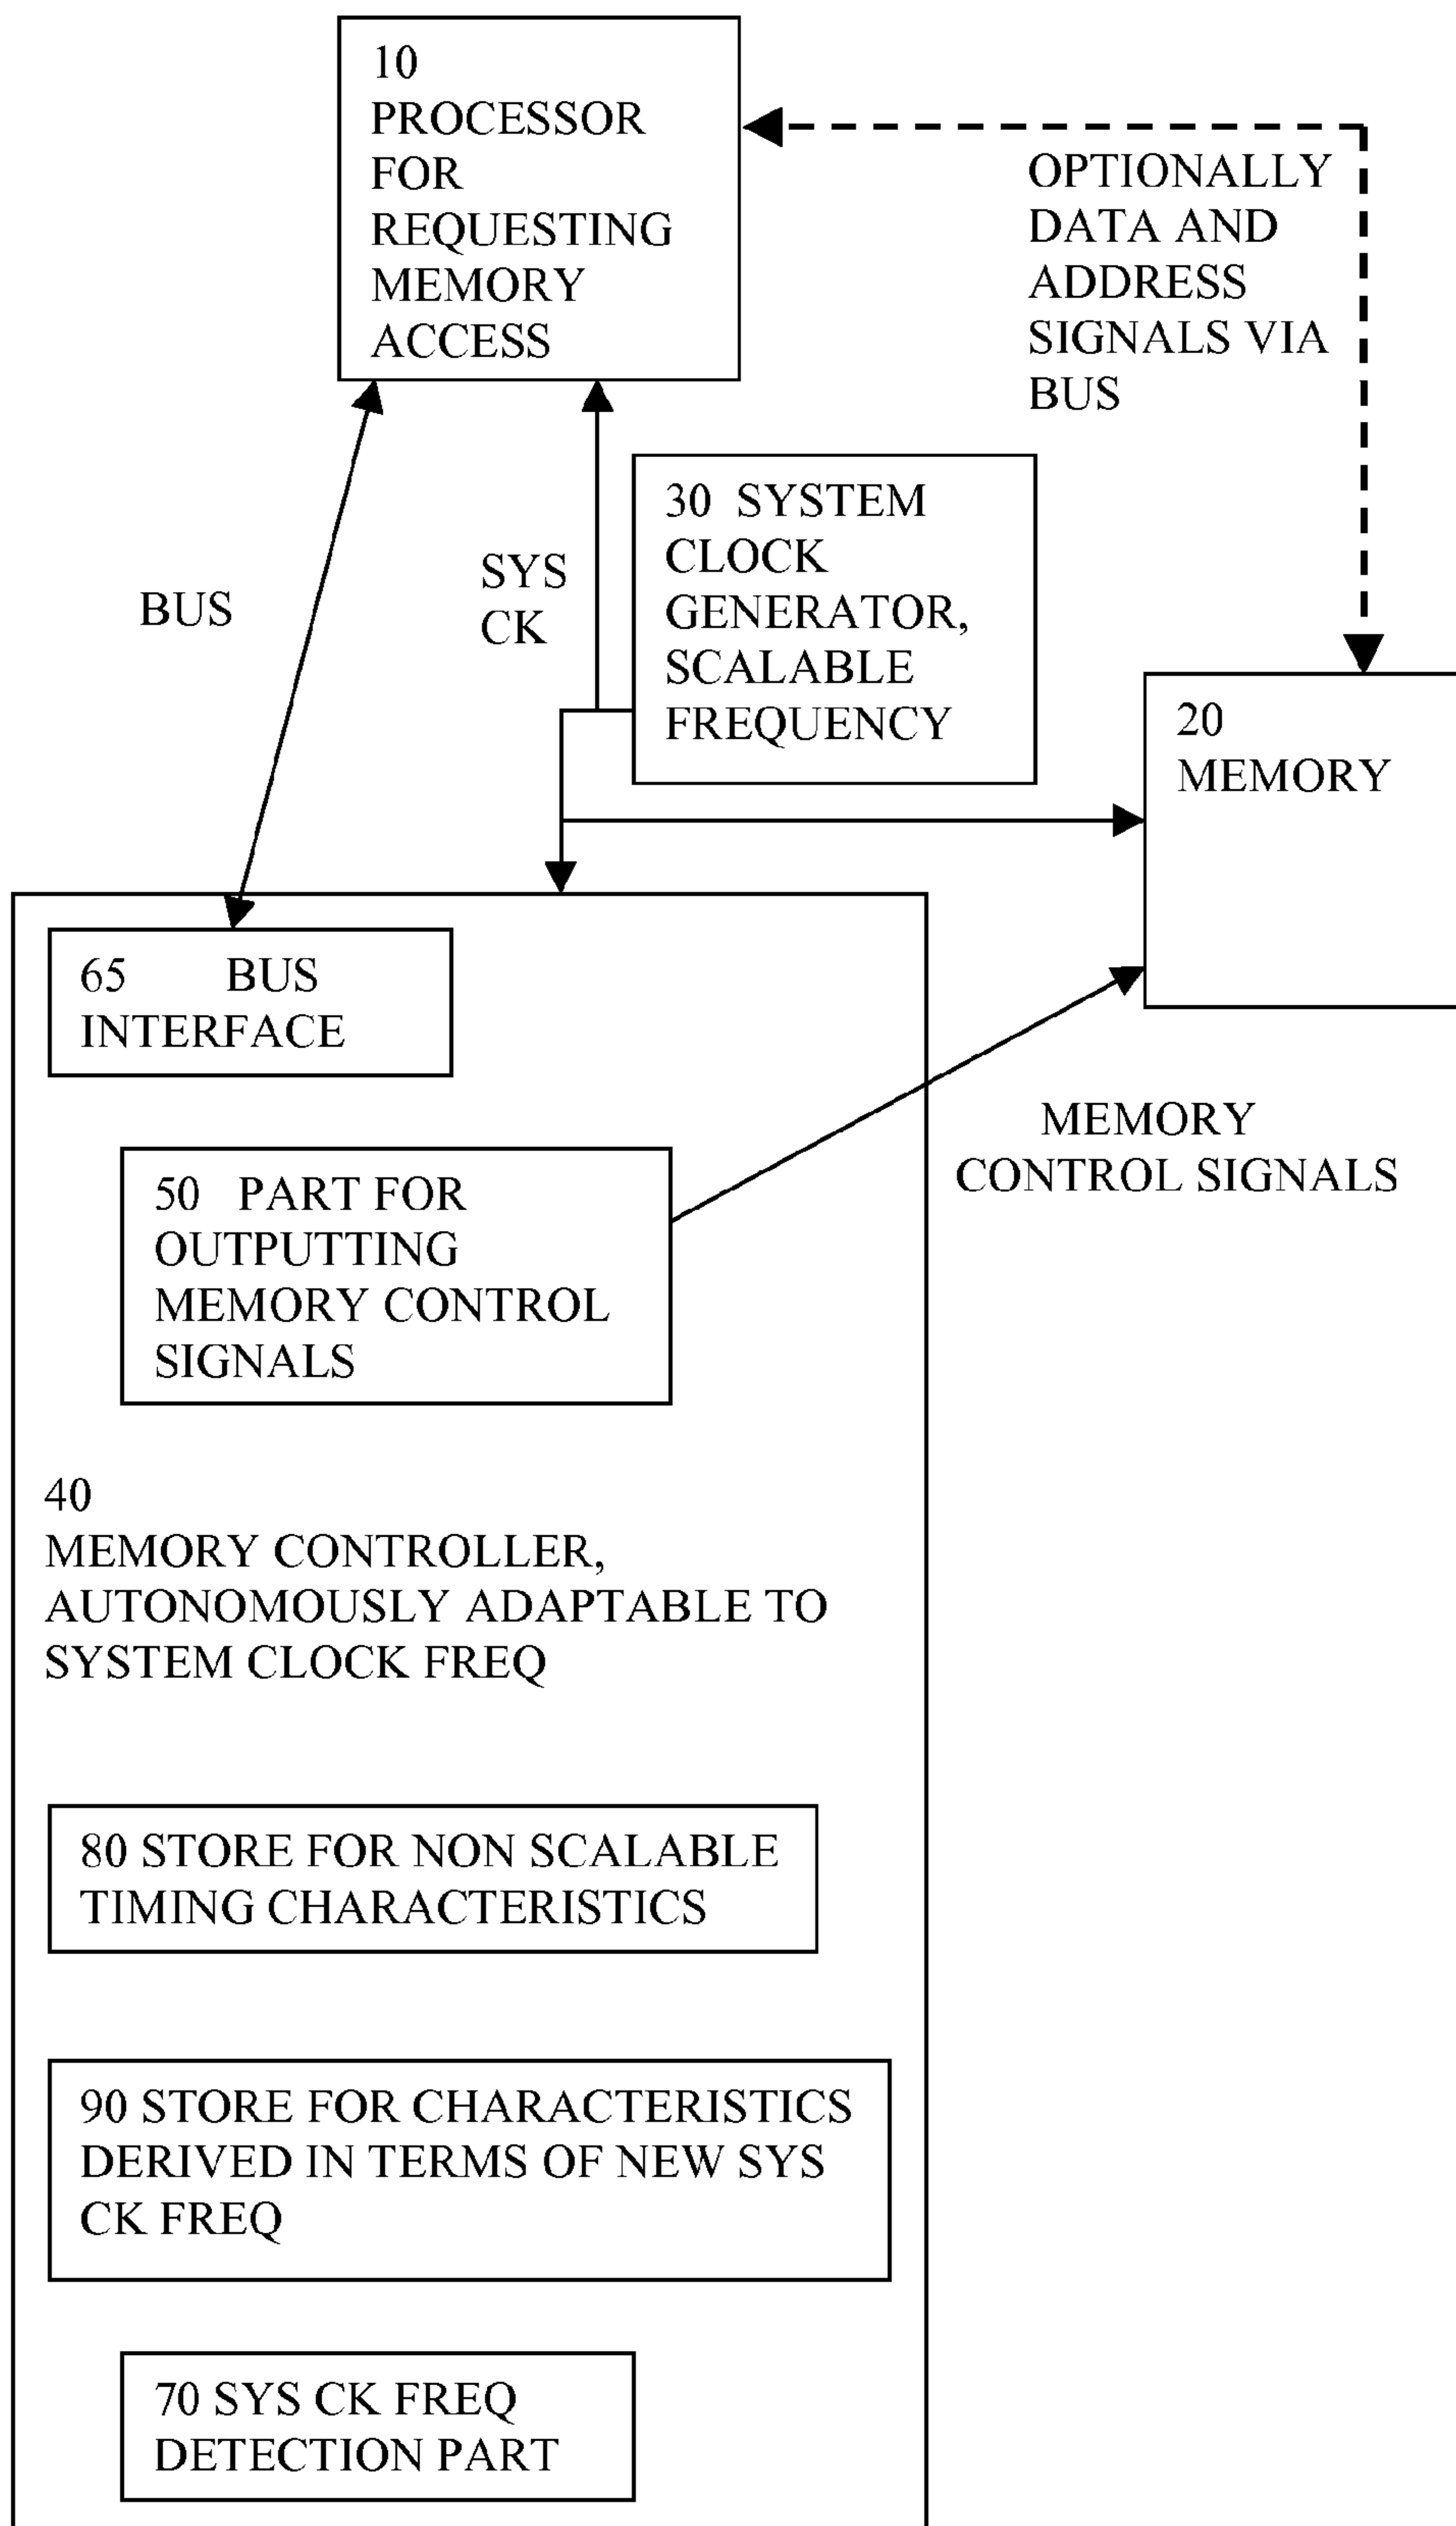 10
PROCESSOR
FOR
REQUESTING
MEMORY
ACCESS
OPTIONALLY
DATA AND
ADDRESS
SIGNALS VIA
BUS
BUS
SYS
CK
30 SYSTEM
CLOCK
GENERATOR,
SCALABLE
FREQUENCY
20
MEMORY
65 BUS
INTERFACE
MEMORY
CONTROL SIGNALS
50 PART FOR
OUTPUTTING
MEMORY CONTROL
SIGNALS
40
MEMORY CONTROLLER,
AUTONOMOUSLY ADAPTABLE TO
SYSTEM CLOCK FREQ
80 STORE FOR NON SCALABLE
TIMING CHARACTERISTICS
90 STORE FOR CHARACTERISTICS
DERIVED IN TERMS OF NEW SYS
CK FREQ
70 SYS CK FREQ
DETECTION PART